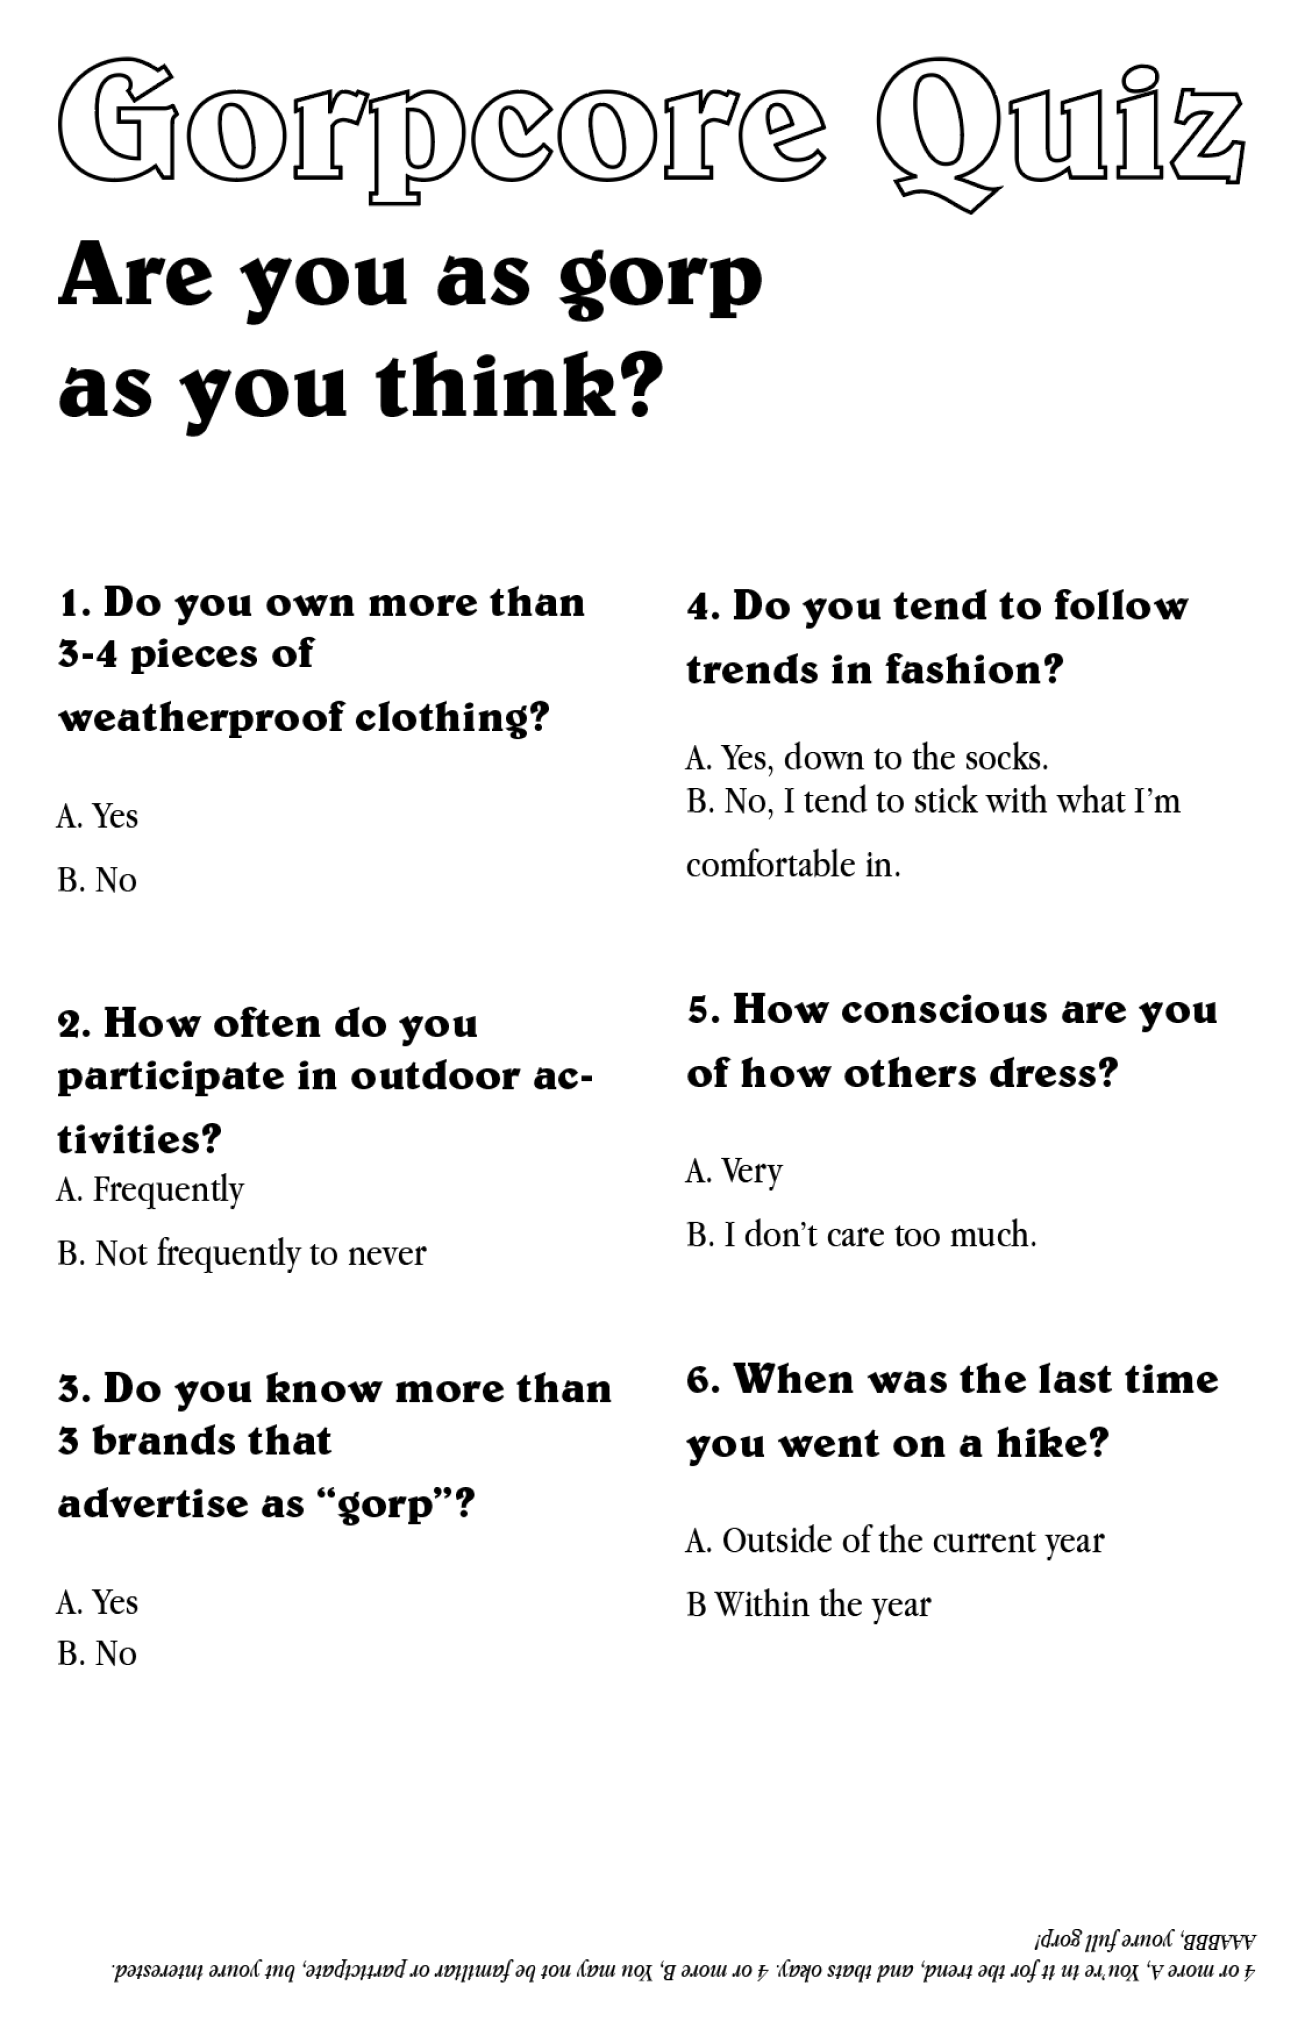 Gorpcore Quiz
Are you as gorp
as you think?
1. Do you own more than
3-4 pieces of
weatherproof clothing?
A. Yes
B. No
2. How often do you
participate in outdoor ac-
tivities?
A. Frequently
B. Not frequently to never
3. Do you know more than
3 brands that
advertise as “gorp”?
A. Yes
B. No
4. Do you tend to follow
trends in fashion?
A. Yes, down to the socks.
B. No, I tend to stick with what I’m
comfortable in.
5. How conscious are you
of how others dress?
A. Very
B. I don’t care too much.
6. When was the last time
you went on a hike?
A. Outside of the current year
B Within the year
4 or more A, You’re in it for the trend, and thats okay. 4 or more B, You may not be familiar or participate, but youre interested.
AAABBB, youre full gorp!